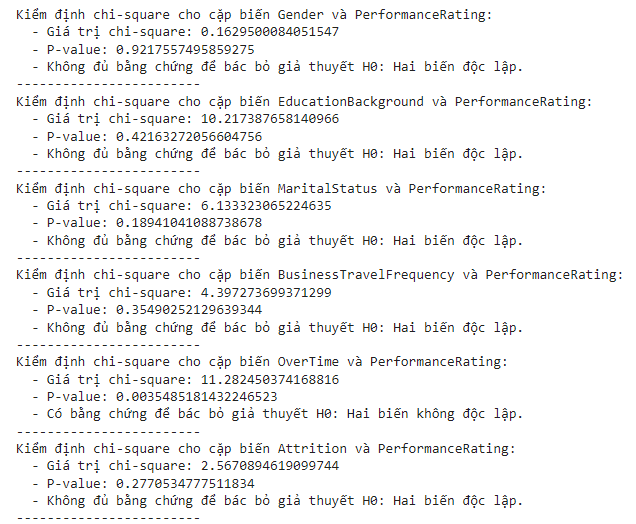 Kiểm định chi-square cho cặp biến Gender và PerformanceRating:
- Giá trị chi-square: 0.1629500084051547
- P-value: 0.9217557495859275
- Không đủ bằng chứng để bác bỏ giả thuyết H0: Hai biến độc lập.
-----------------------
Kiểm định chi-square cho cặp biến EducationBackground và PerformanceRating:
- Giá trị chi-square: 10.217387658140966
- P-value: 0.42163272056604756
- Không đủ bằng chứng để bác bỏ giả thuyết H0: Hai biến độc lập.
-----------------------
Kiểm định chi-square cho cặp biến MaritalStatus và PerformanceRating:
- Giá trị chi-square: 6.133323065224635
- P-value: 0.18941041088738678
- Không đủ bằng chứng để bác bỏ giả thuyết H0: Hai biến độc lập.
-----------------------
Kiểm định chi-square cho cặp biến BusinessTravelFrequency và PerformanceRating:
- Giá trị chi-square: 4.397273699371299
- P-value: 0.35490252129639344
- Không đủ bằng chứng để bác bỏ giả thuyết H0: Hai biến độc lập.
-----------------------
Kiểm định chi-square cho cặp biến OverTime và PerformanceRating:
- Giá trị chi-square: 11.282450374168816
- P-value: 0.0035485181432246523
- Có bằng chứng để bác bỏ giả thuyết H0: Hai biến không độc lập.
-----------------------
Kiểm định chi-square cho cặp biến Attrition và PerformanceRating:
- Giá trị chi-square: 2.5670894619099744
- P-value: 0.2770534777511834
- Không đủ bằng chứng để bác bỏ giả thuyết H0: Hai biến độc lập.
-----------------------